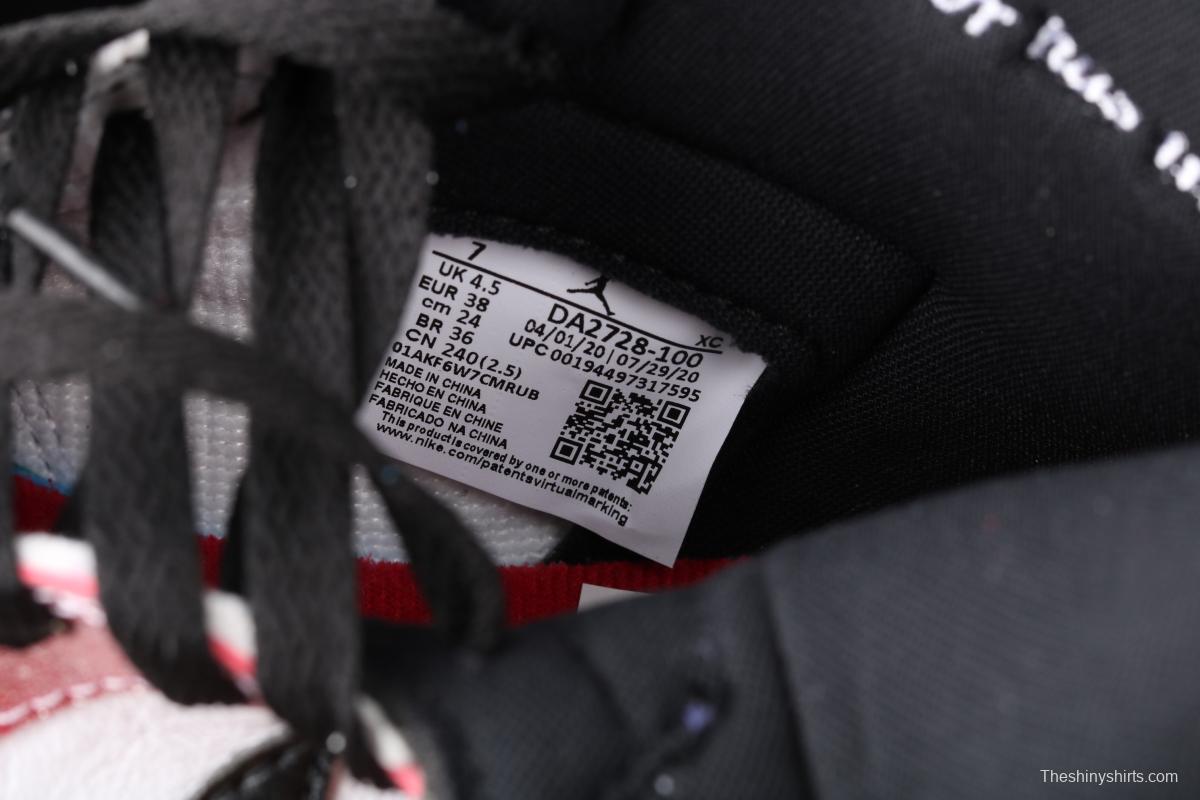 7
UK 4.5
EUR 38
cm 24
BR 36
CN 240(2.5)
01AKF6W7CMRUB
MADE IN CHINA
HECHO EN CHINA
FABRIQUE EN CHINE
FABRICADO NA CHINA
This product is covered by one or more patents:
www.nike.com/patentsvirtualmarking
XC
DA2728-100
04/01/20 | 07/29/20
UPC 00194497317595
Theshinyshirts.com